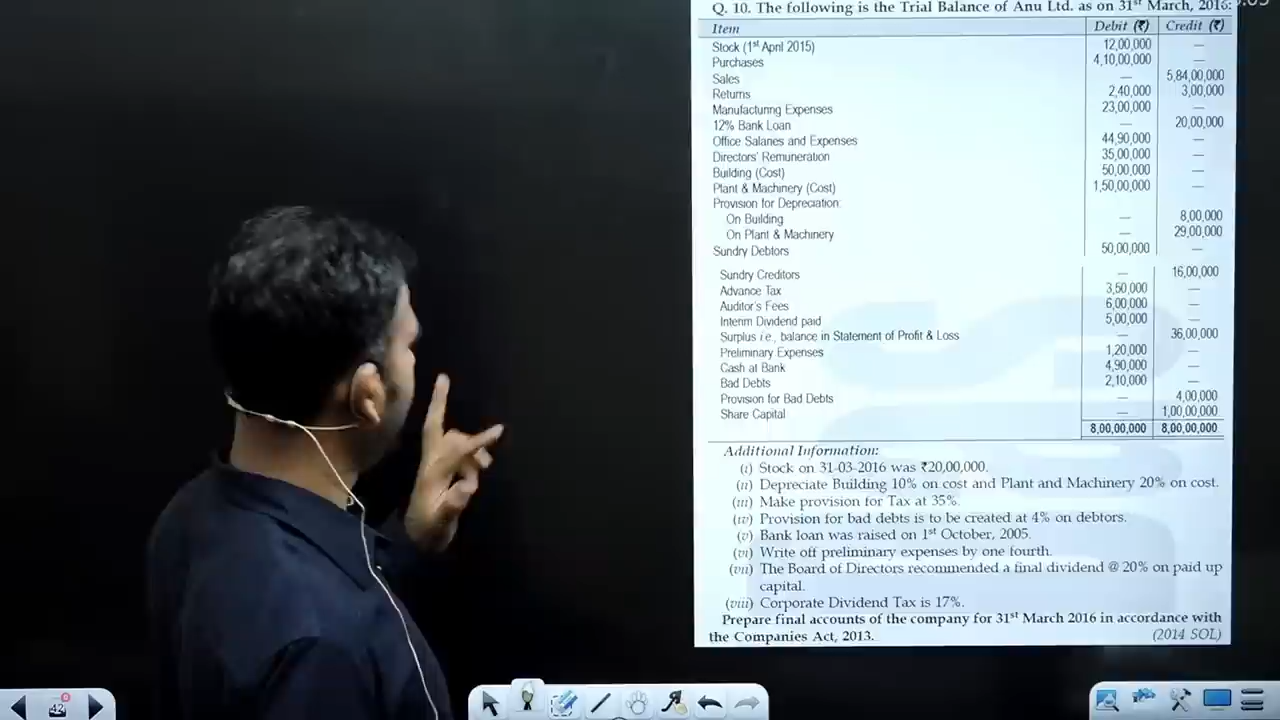 Q. 10. The following is the Trial Balance of Anu Ltd. as on 31st March, 2016:
Item Debit (₹) Credit (₹)
Stock (1st April 2015) 12,00,000 —
Purchases 4,10,00,000 —
Sales — 5,84,00,000
Returns 2,40,000 3,00,000
Manufacturing Expenses 23,00,000 —
12% Bank Loan — 20,00,000
Office Salaries and Expenses 44,90,000 —
Directors' Remuneration 35,00,000 —
Building (Cost) 50,00,000 —
Plant & Machinery (Cost) 1,50,00,000 —
Provision for Depreciation:
On Building — 8,00,000
On Plant & Machinery — 29,00,000
Sundry Debtors 50,00,000 —
Sundry Creditors — 16,00,000
Advance Tax 3,50,000 —
Auditor's Fees 6,00,000 —
Interim Dividend paid 5,00,000 —
Surplus i.e., balance in Statement of Profit & Loss — 36,00,000
Preliminary Expenses 1,20,000 —
Cash at Bank 4,90,000 —
Bad Debts 2,10,000 —
Provision for Bad Debts — 4,00,000
Share Capital — 1,00,00,000
8,00,00,000 8,00,00,000
Additional Information:
(i) Stock on 31-03-2016 was ₹20,00,000.
(ii) Depreciate Building 10% on cost and Plant and Machinery 20% on cost.
(iii) Make provision for Tax at 35%.
(iv) Provision for bad debts is to be created at 4% on debtors.
(v) Bank loan was raised on 1st October, 2005.
(vi) Write off preliminary expenses by one fourth.
(vii) The Board of Directors recommended a final dividend @ 20% on paid up
capital.
(viii) Corporate Dividend Tax is 17%.
Prepare final accounts of the company for 31st March 2016 in accordance with
the Companies Act, 2013. (2014 SOL)
42